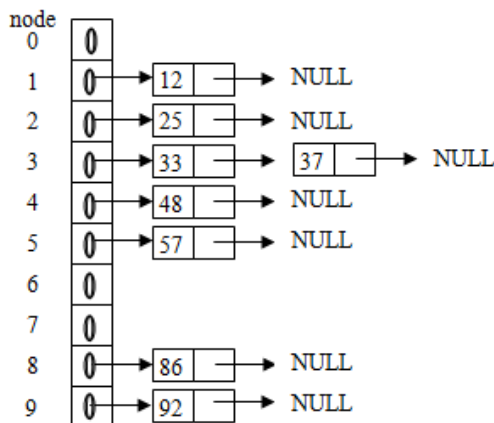 node
0 0
1 0 12 NULL
2 0 25 NULL
3 0 33 37 NULL
4 0 48 NULL
5 0 57 NULL
6 0
7 0
8 0 86 NULL
9 0 92 NULL